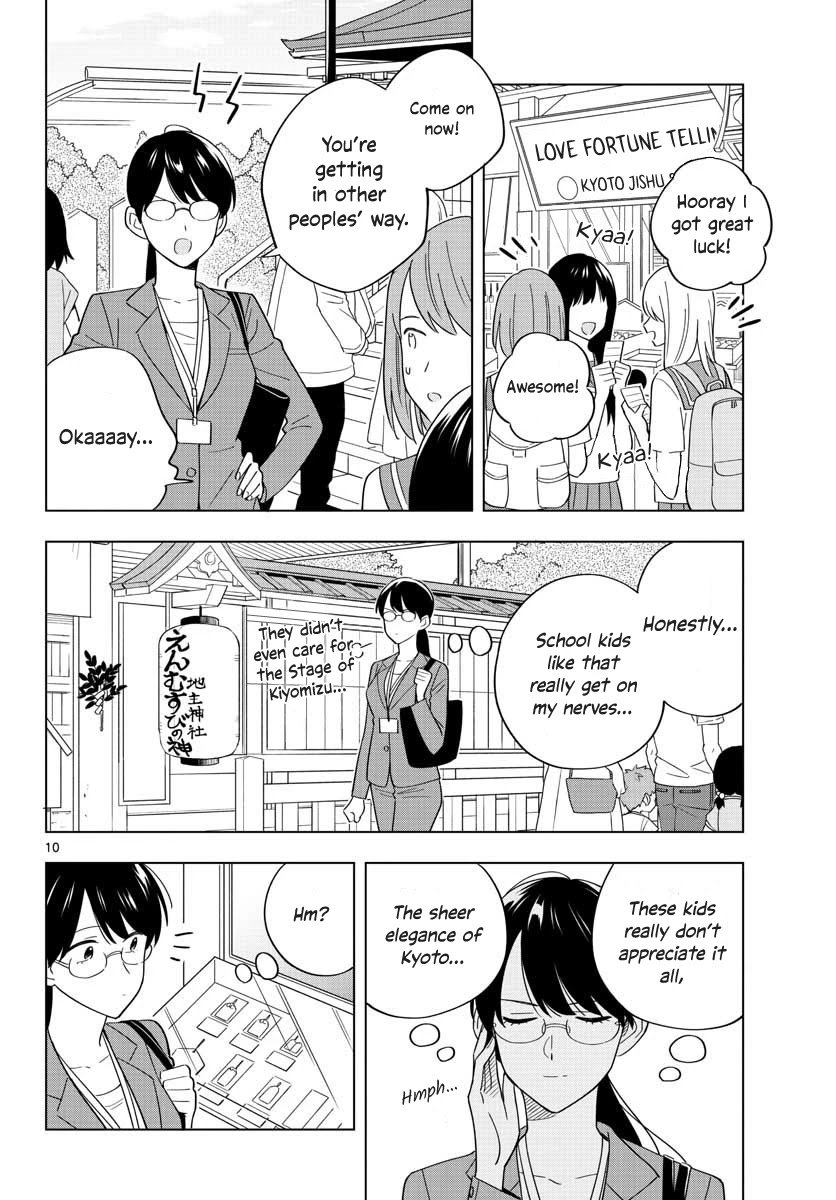 LOVE FORTUNE TELLIN
KYOTO JISHU S
Hooray I
got great
luck!
Kyaa!
Awesome!
Kyaa!
Come on
now!
You're
getting
in other
peoples' way.
Okaaaay...
Honestly...
School kids
like that
really get on
my nerves...
They didn't
even care for
the Stage of
Kiyomizu...
地主神社
えんむすびの神
10
These kids
really don't
appreciate it
all,
The sheer
elegance of
Kyoto...
Hmph...
Hm?